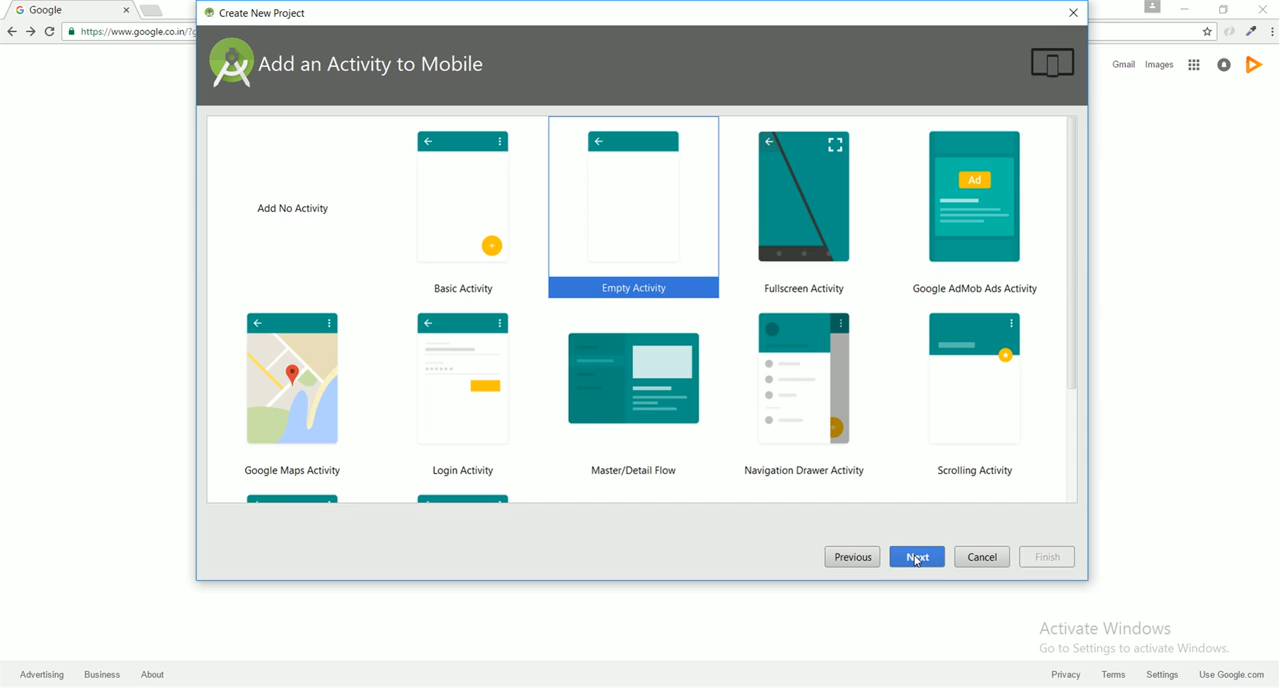 Google
Create New Project
https://www.google.co.in/?
Add an Activity to Mobile
Gmail Images
Add No Activity
Ad
Basic Activity
Empty Activity
Fullscreen Activity
Google AdMob Ads Activity
Google Maps Activity
Login Activity
Master/Detail Flow
Navigation Drawer Activity
Scrolling Activity
Previous
Next
Cancel
Finish
Activate Windows
Go to Settings to activate Windows.
Advertising Business About
Privacy Terms Settings Use Google.com